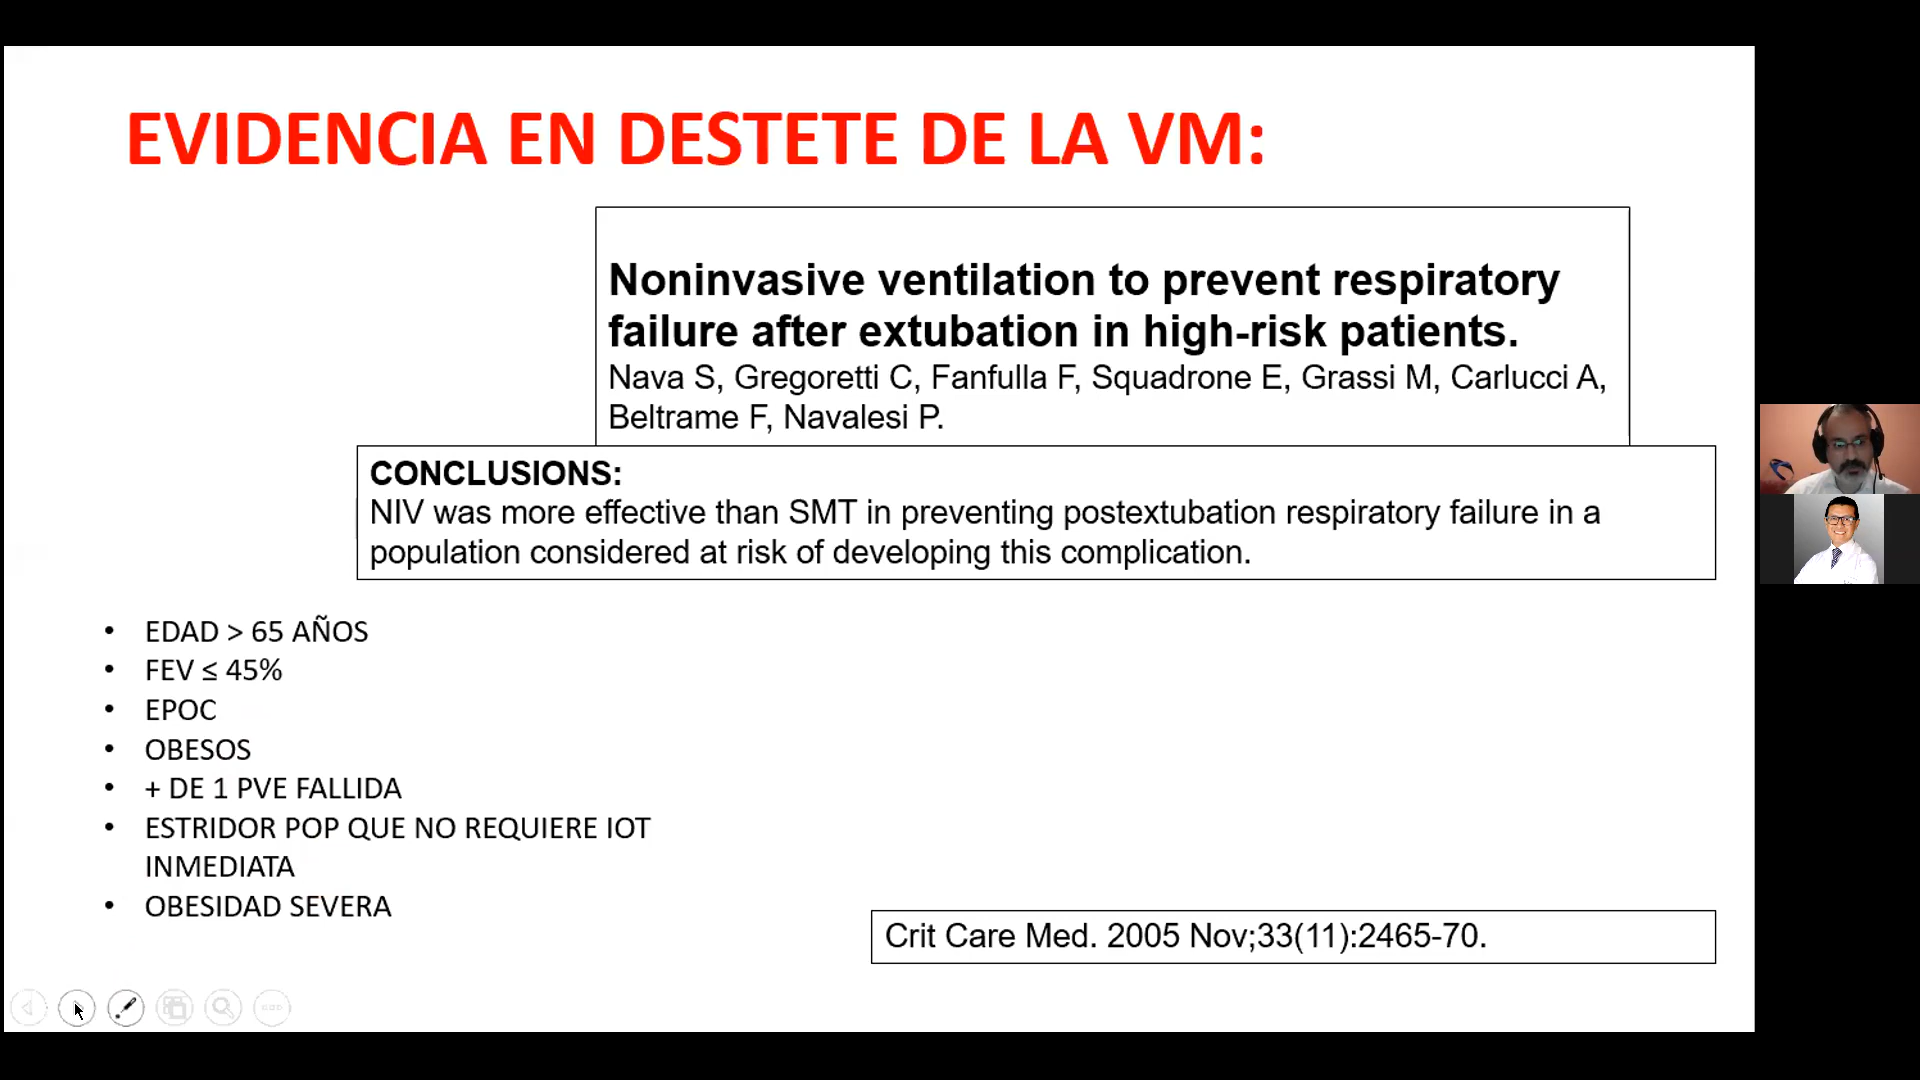 EVIDENCIA EN DESTETE DE LA VM:
Noninvasive ventilation to prevent respiratory
failure after extubation in high-risk patients.
Nava S, Gregoretti C, Fanfulla F, Squadrone E, Grassi M, Carlucci A,
Beltrame F, Navalesi P.
CONCLUSIONS:
NIV was more effective than SMT in preventing postextubation respiratory failure in a
population considered at risk of developing this complication.
• EDAD > 65 AÑOS
• FEV ≤ 45%
• EPOC
• OBESOS
• + DE 1 PVE FALLIDA
• ESTRIDOR POP QUE NO REQUIERE IOT
INMEDIATA
• OBESIDAD SEVERA
Crit Care Med. 2005 Nov;33(11):2465-70.